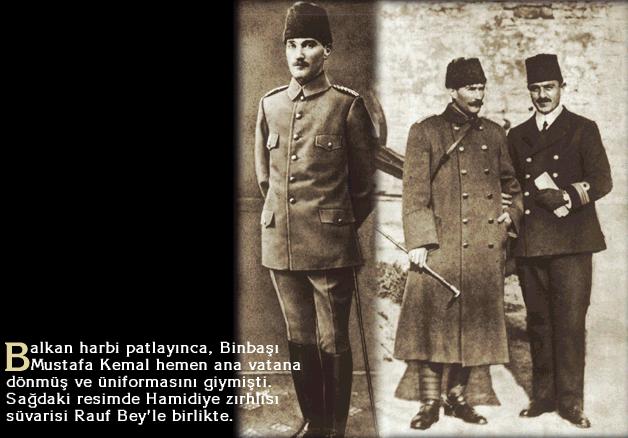 Balkan harbi patlayınca, Binbaşı
Mustafa Kemal hemen ana vatana
dönmüş ve üniformasını giymişti.
Sağdaki resimde Hamidiye zırhlısı
süvarisi Rauf Bey'le birlikte.